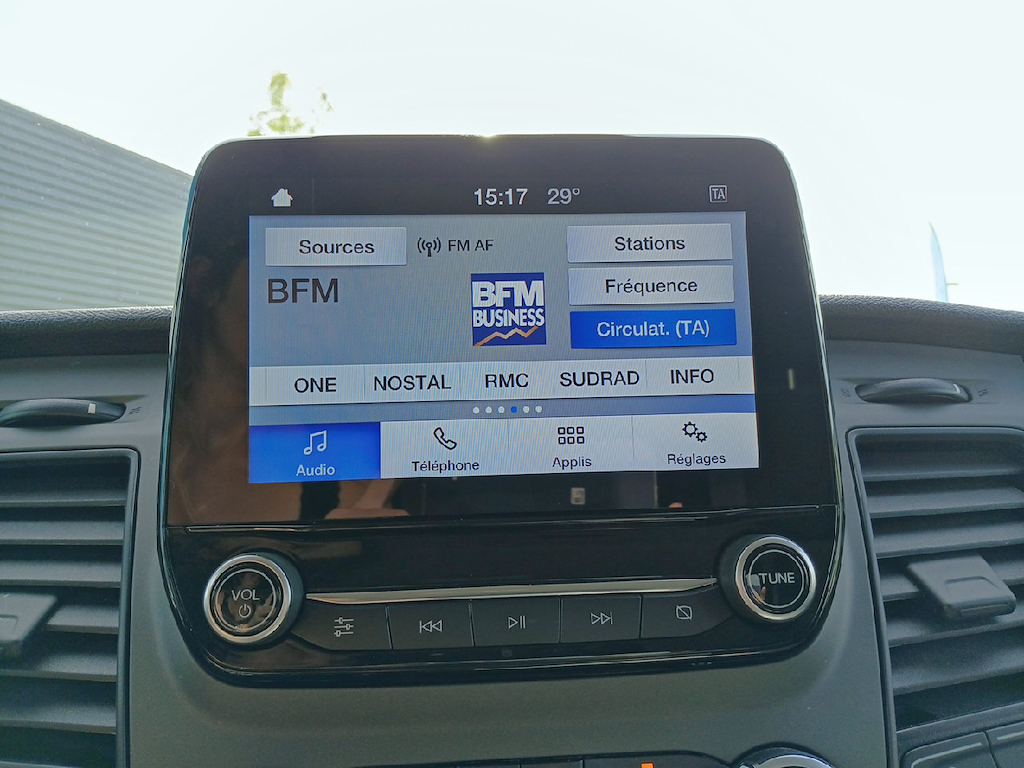 15:17 29°
TA
Sources
FM AF
Stations
BFM
BFM
BUSINESS
Fréquence
Circulat. (TA)
ONE NOSTAL RMC SUDRAD INFO
Audio Téléphone Applis Réglages
VOL
TUNE